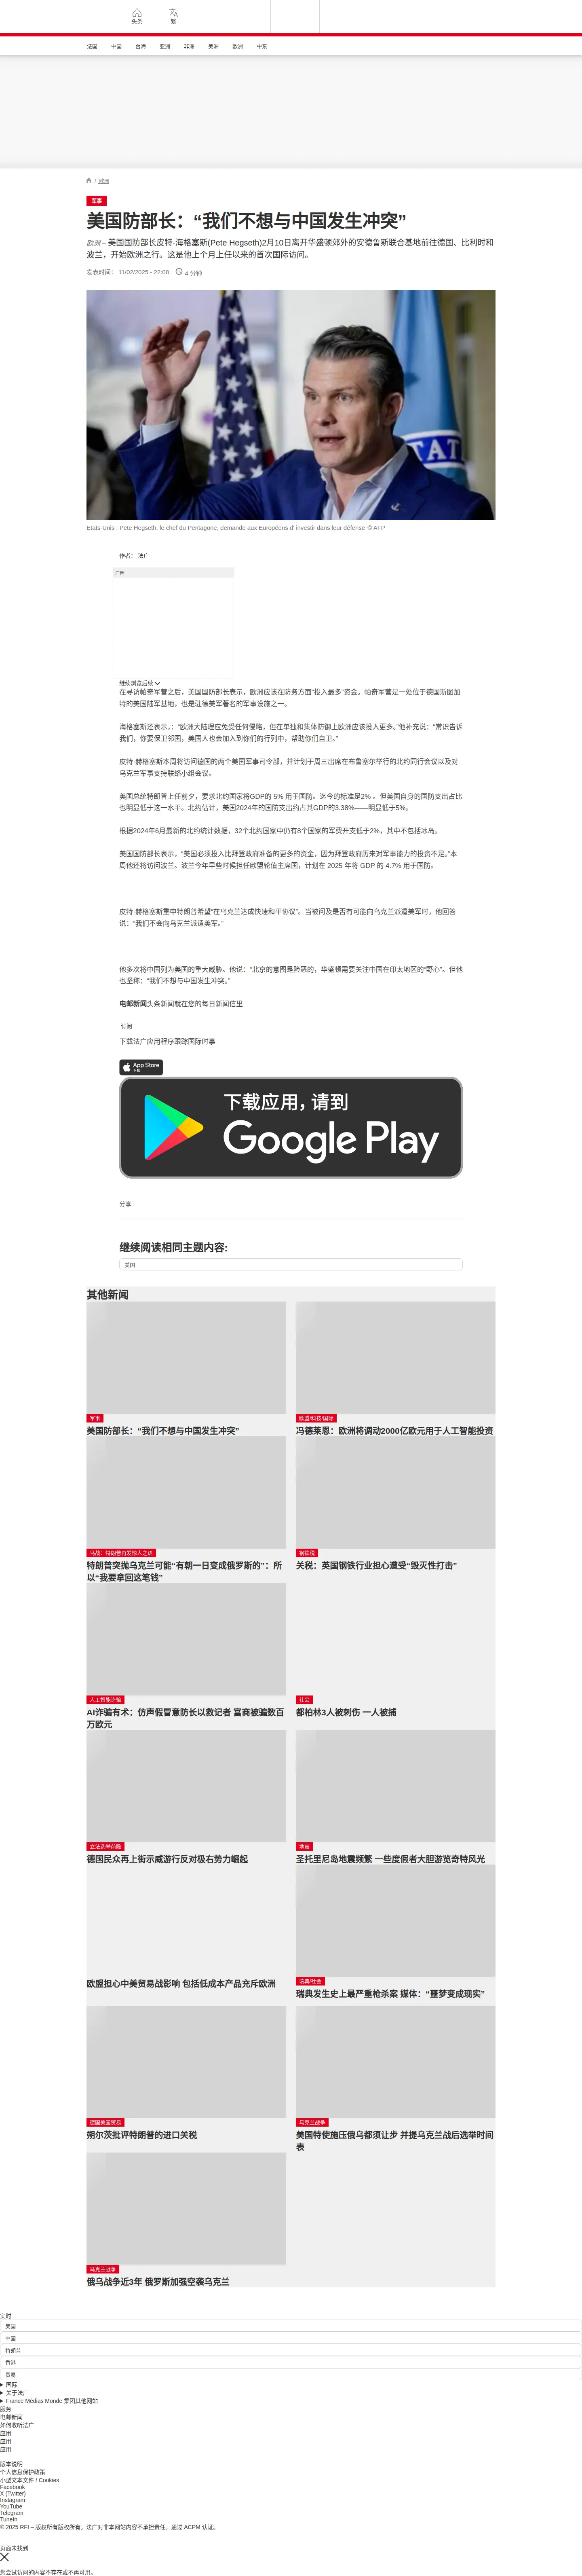 头条
繁
法国
中国
台海
亚洲
非洲
美洲
欧洲
中东
/ 欧洲
军事
美国防部长：“我们不想与中国发生冲突”
欧洲 – 美国国防部长皮特·海格塞斯(Pete Hegseth)2月10日离开华盛顿郊外的安德鲁斯联合基地前往德国、比利时和
波兰，开始欧洲之行。这是他上个月上任以来的首次国际访问。
发表时间： 11/02/2025 - 22:08
4 分钟
STAT
Etats-Unis : Pete Hegseth, le chef du Pentagone, demande aux Européens d' investir dans leur défense © AFP
作者： 法广
广告
继续浏览后续
在寻访帕奇军营之后，美国国防部长表示，欧洲应该在防务方面“投入最多”资金。帕奇军营是一处位于德国斯图加
特的美国陆军基地，也是驻德美军著名的军事设施之一。
海格塞斯还表示，：“欧洲大陆理应免受任何侵略，但在单独和集体防御上欧洲应该投入更多。”他补充说：“常识告诉
我们，你要保卫邻国，美国人也会加入到你们的行列中，帮助你们自卫。”
皮特·赫格塞斯本周将访问德国的两个美国军事司令部，并计划于周三出席在布鲁塞尔举行的北约同行会议以及对
乌克兰军事支持联络小组会议。
美国总统特朗普上任前夕，要求北约国家将GDP的 5% 用于国防。迄今的标准是2% 。但美国自身的国防支出占比
也明显低于这一水平。北约估计，美国2024年的国防支出约占其GDP的3.38%——明显低于5%。
根据2024年6月最新的北约统计数据，32个北约国家中仍有8个国家的军费开支低于2%，其中不包括冰岛。
美国国防部长表示，“美国必须投入比拜登政府准备的更多的资金，因为拜登政府历来对军事能力的投资不足。”本
周他还将访问波兰。波兰今年早些时候担任欧盟轮值主席国，计划在 2025 年将 GDP 的 4.7% 用于国防。
皮特·赫格塞斯重申特朗普希望“在乌克兰达成快速和平协议”。当被问及是否有可能向乌克兰派遣美军时，他回答
说：“我们不会向乌克兰派遣美军。”
他多次将中国列为美国的重大威胁。他说：“北京的意图是险恶的，华盛顿需要关注中国在印太地区的“野心”。但他
也坚称：“我们不想与中国发生冲突。”
电邮新闻头条新闻就在您的每日新闻信里
订阅
下载法广应用程序跟踪国际时事
App Store
下载
下载应用，请到
Google Play
分享 :
继续阅读相同主题内容:
美国
其他新闻
军事
美国防部长：“我们不想与中国发生冲突”
欧盟/科技/国际
冯德莱恩：欧洲将调动2000亿欧元用于人工智能投资
乌战：特朗普再发惊人之语
特朗普突抛乌克兰可能“有朝一日变成俄罗斯的”：所
以“我要拿回这笔钱”
钢铁税
关税：英国钢铁行业担心遭受“毁灭性打击”
人工智能诈骗
AI诈骗有术：仿声假冒意防长以救记者 富商被骗数百
万欧元
社会
都柏林3人被刺伤 一人被捕
立法选举前瞻
德国民众再上街示威游行反对极右势力崛起
地震
圣托里尼岛地震频繁 一些度假者大胆游览奇特风光
欧盟担心中美贸易战影响 包括低成本产品充斥欧洲
瑞典/社会
瑞典发生史上最严重枪杀案 媒体：“噩梦变成现实”
德国美国贸易
朔尔茨批评特朗普的进口关税
乌克兰战争
美国特使施压俄乌都须让步 并提乌克兰战后选举时间
表
乌克兰战争
俄乌战争近3年 俄罗斯加强空袭乌克兰
实时
美国
中国
特朗普
香港
贸易
国际
关于法广
France Médias Monde 集团其他网站
服务
电邮新闻
如何收听法广
应用
应用
应用
版本说明
个人信息保护政策
小型文本文件 / Cookies
Facebook
X (Twitter)
Instagram
YouTube
Telegram
TuneIn
© 2025 RFI – 版权所有版权所有。法广对非本网站内容不承担责任。通过 ACPM 认证。
页面未找到
您尝试访问的内容不存在或不再可用。